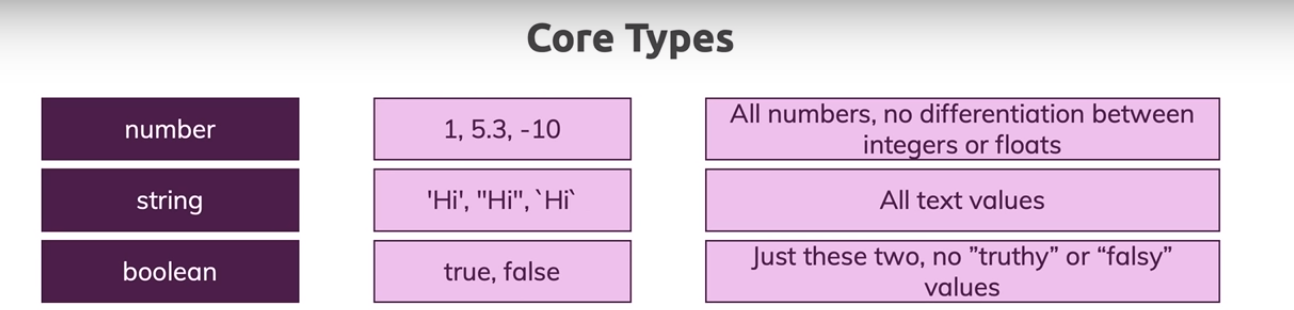 Core Types
number
1, 5.3, -10
All numbers, no differentiation between
integers or floats
string
'Hi', "Hi", `Hi`
All text values
boolean
true, false
Just these two, no ”truthy” or “falsy”
values